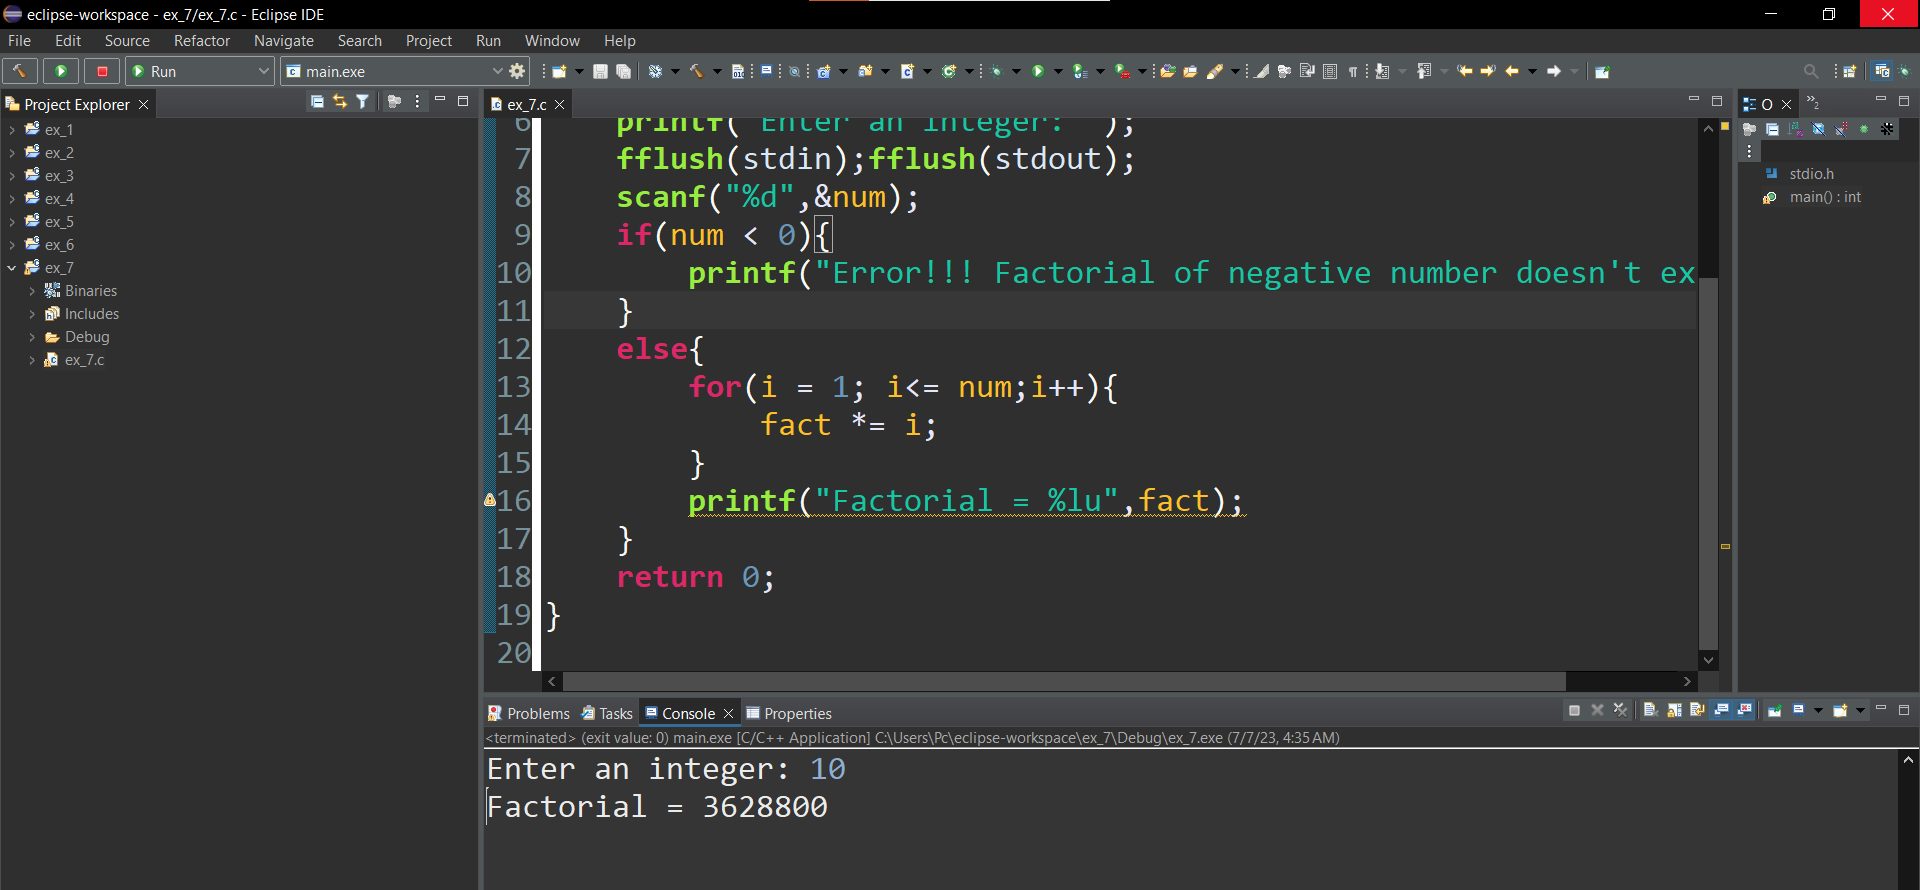 eclipse-workspace - ex_7/ex_7.c - Eclipse IDE
File Edit Source Refactor Navigate Search Project Run Window Help
Run main.exe
Project Explorer
ex_1
ex_2
ex_3
ex_4
ex_5
ex_6
ex_7
Binaries
Includes
Debug
ex_7.c
ex_7.c
6 printf("Enter an integer: ");
7 fflush(stdin);fflush(stdout);
8 scanf("%d",&num);
9 if(num < 0){
10 printf("Error!!! Factorial of negative number doesn't ex
11 }
12 else{
13 for(i = 1; i<= num;i++){
14 fact *= i;
15 }
16 printf("Factorial = %lu",fact);
17 }
18 return 0;
19 }
20
O
2
stdio.h
main() : int
Problems Tasks Console Properties
<terminated> (exit value: 0) main.exe [C/C++ Application] C:\Users\Pc\eclipse-workspace\ex_7\Debug\ex_7.exe (7/7/23, 4:35 AM)
Enter an integer: 10
Factorial = 3628800